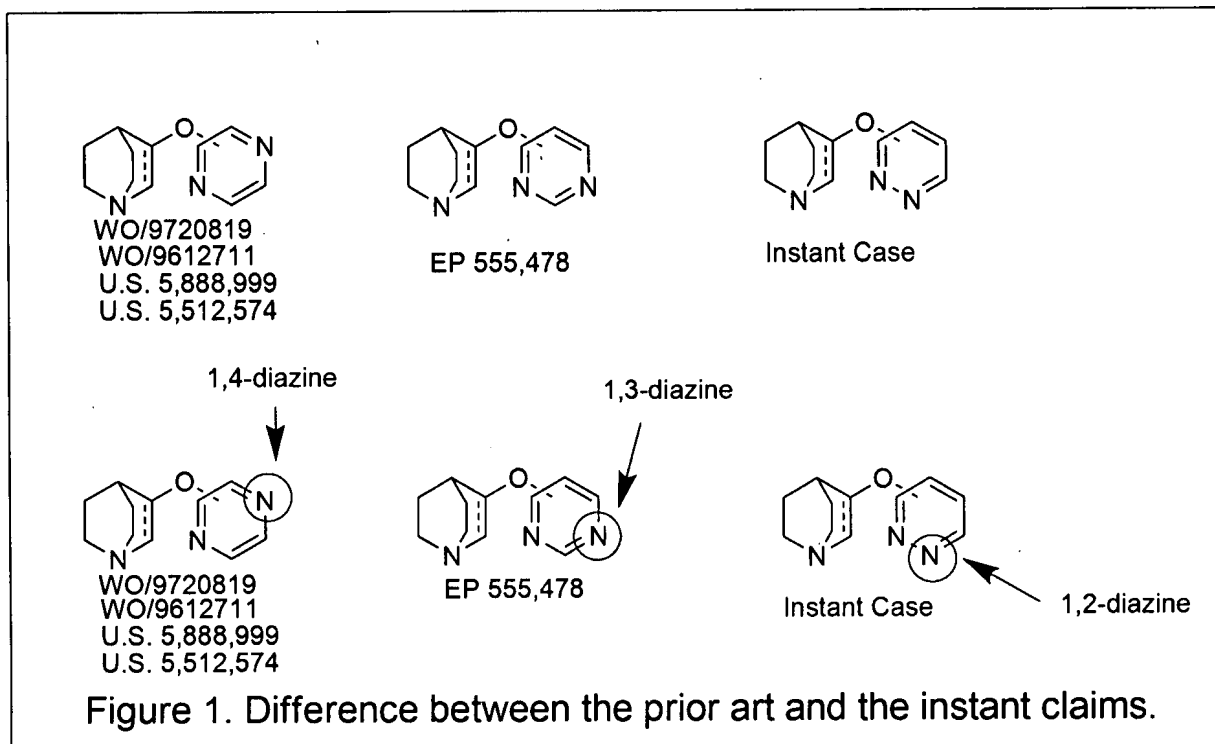 O
N
N
N
WO/9720819
WO/9612711
U.S. 5,888,999
U.S. 5,512,574
O
N
N
N
EP 555,478
O
N
N
N
Instant Case
1,4-diazine
1,3-diazine
O
N
N
N
WO/9720819
WO/9612711
U.S. 5,888,999
U.S. 5,512,574
O
N
N
N
EP 555,478
O
N
N
N
Instant Case
1,2-diazine
Figure 1. Difference between the prior art and the instant claims.